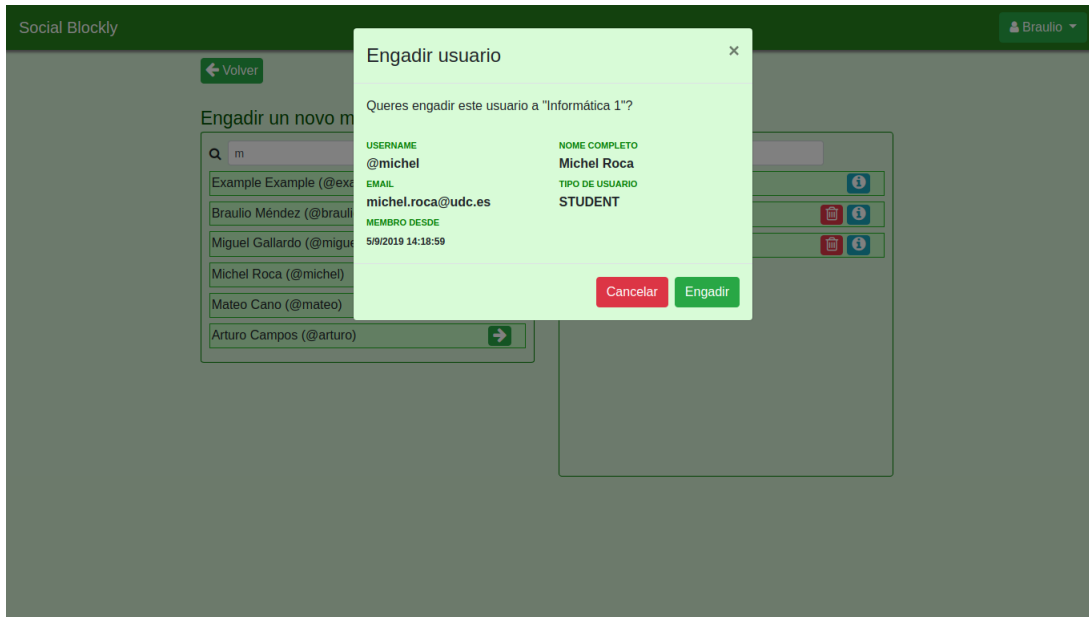 Social Blockly
Braulio
Volver
Engadir un novo m
m
Example Example (@exa
Braulio Méndez (@brauli
Miguel Gallardo (@migue
Michel Roca (@michel)
Mateo Cano (@mateo)
Arturo Campos (@arturo)
Engadir usuario
×
Queres engadir este usuario a "Informática 1"?
USERNAME
@michel
NOME COMPLETO
Michel Roca
EMAIL
michel.roca@udc.es
TIPO DE USUARIO
STUDENT
MEMBRO DESDE
5/9/2019 14:18:59
Cancelar
Engadir